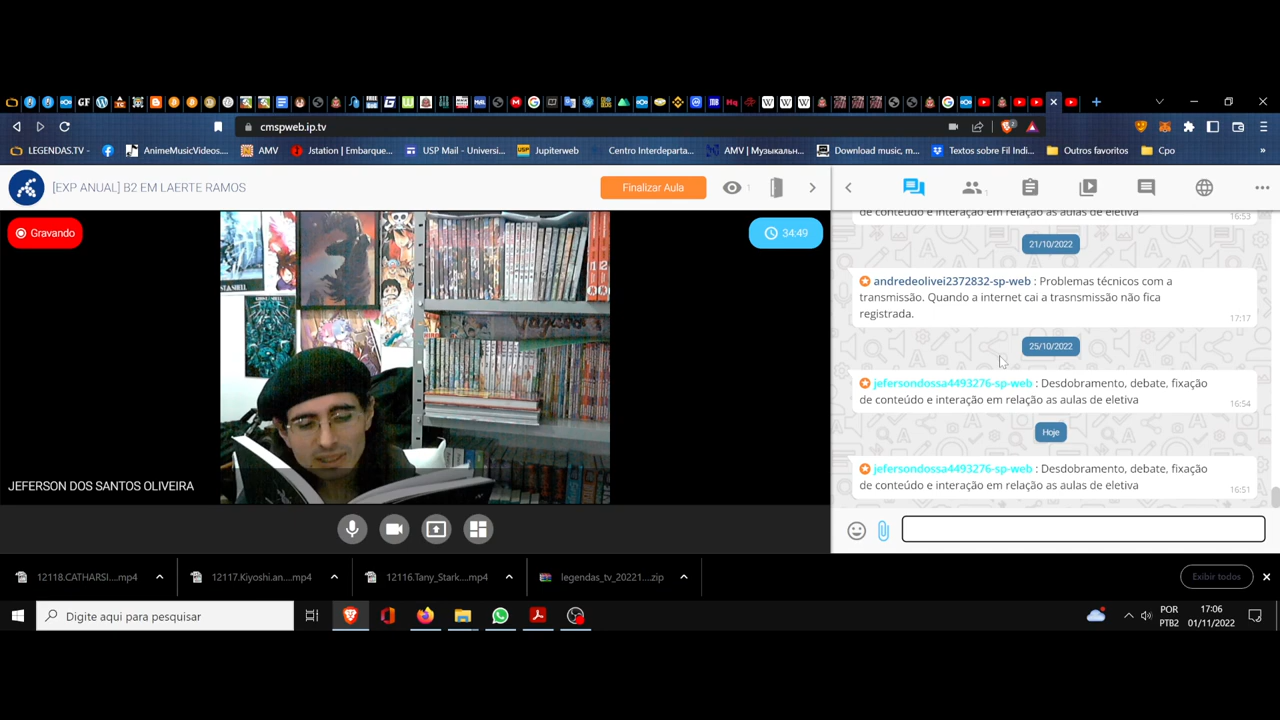 cmspweb.ip.tv
LEGENDAS.TV -
AnimeMusicVideos...
AMV
Jstation | Embarque...
USP Mail - Universi...
Jupiterweb
Centro Interdeparta...
AMV | Музыкальн...
Download music, m...
Textos sobre Fil Indi...
Outros favoritos
Cpo
[EXP ANUAL] B2 EM LAERTE RAMOS
Finalizar Aula
1
1
Gravando
34:49
JEFERSON DOS SANTOS OLIVEIRA
de conteúdo e interação em relação as aulas de eletiva
16:53
21/10/2022
andredeolivei2372832-sp-web : Problemas técnicos com a
transmissão. Quando a internet cai a trasnsmissão não fica
registrada.
17:17
25/10/2022
jefersondossa4493276-sp-web : Desdobramento, debate, fixação
de conteúdo e interação em relação as aulas de eletiva
16:54
Hoje
jefersondossa4493276-sp-web : Desdobramento, debate, fixação
de conteúdo e interação em relação as aulas de eletiva
16:51
12118.CATHARSI....mp4
12117.Kiyoshi.an....mp4
12116.Tany_Stark....mp4
legendas_tv_20221....zip
Exibir todos
Digite aqui para pesquisar
POR
PTB2
17:06
01/11/2022